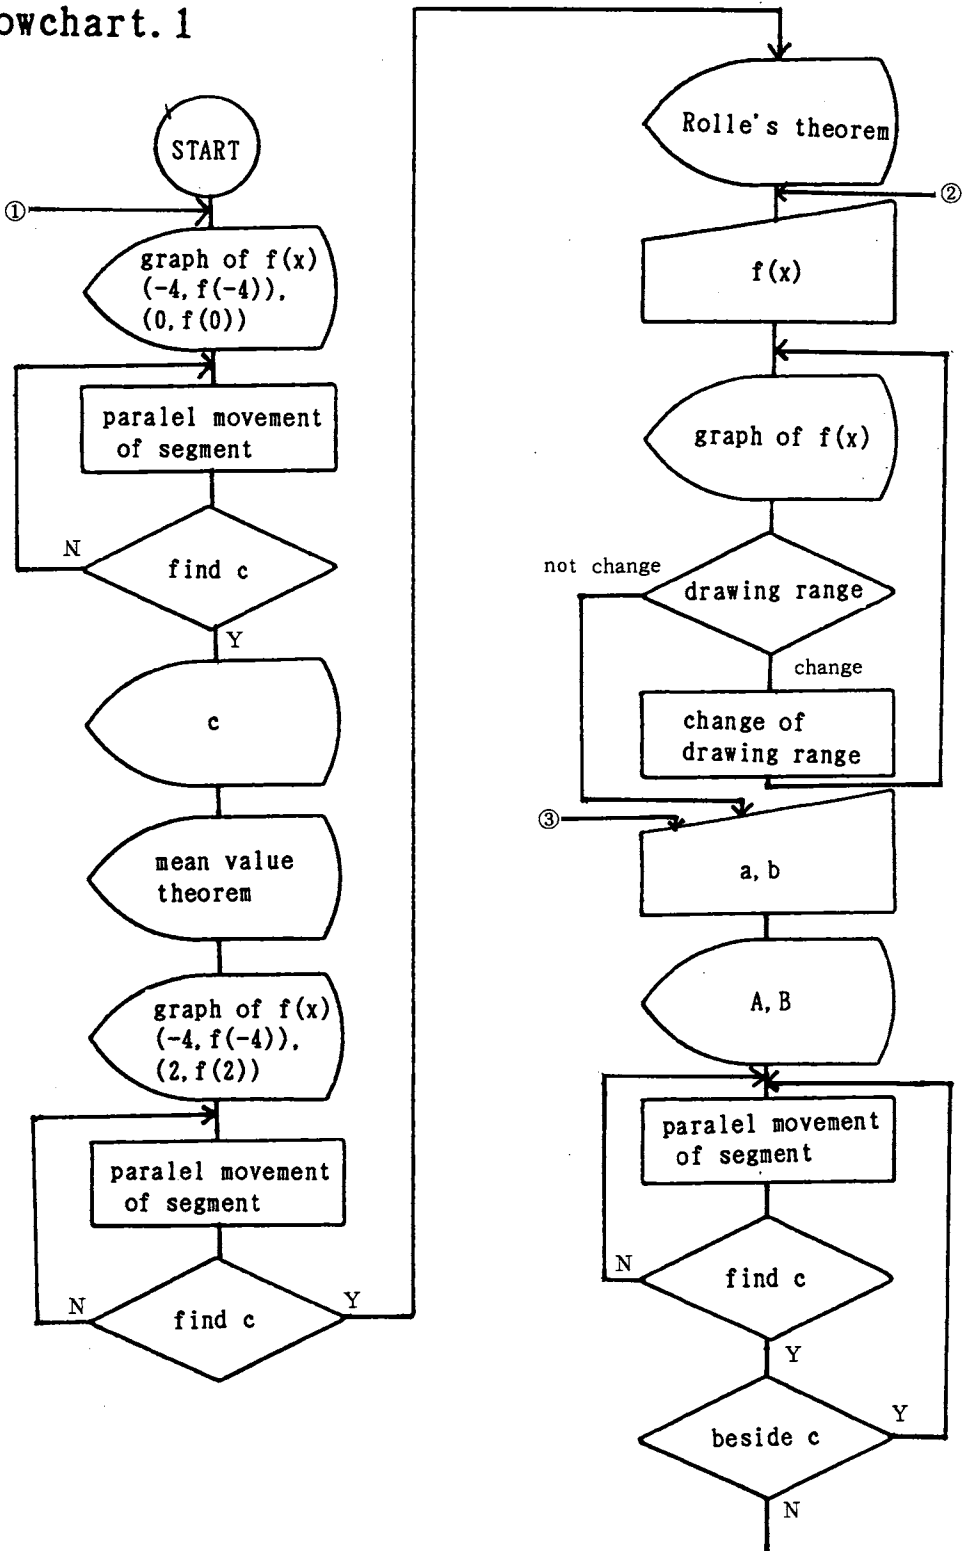 owchart.1
START
①
graph of f(x)
(-4,f(-4)),
(0,f(0))
paralel movement
of segment
N
find c
Y
c
mean value
theorem
graph of f(x)
(-4,f(-4)),
(2,f(2))
paralel movement
of segment
N
find c
Y
Rolle's theorem
②
f(x)
graph of f(x)
not change
drawing range
change
change of
drawing range
③
a,b
A,B
paralel movement
of segment
N
find c
Y
beside c
Y
N